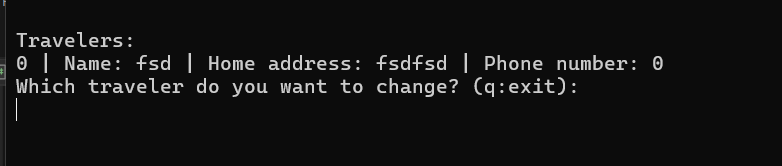 Travelers:
0 | Name: fsd | Home address: fsdfsd | Phone number: 0
Which traveler do you want to change? (q:exit):